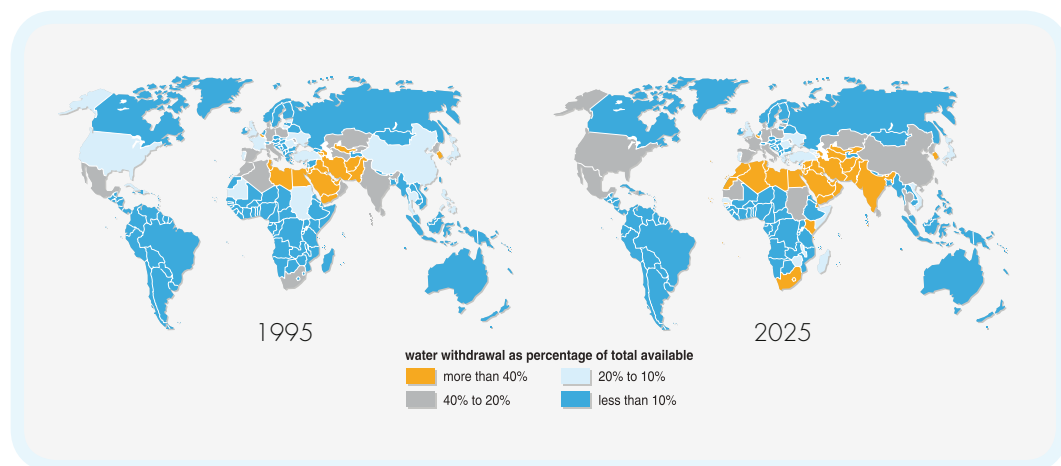 1995
2025
water withdrawal as percentage of total available
more than 40%
20% to 10%
40% to 20%
less than 10%